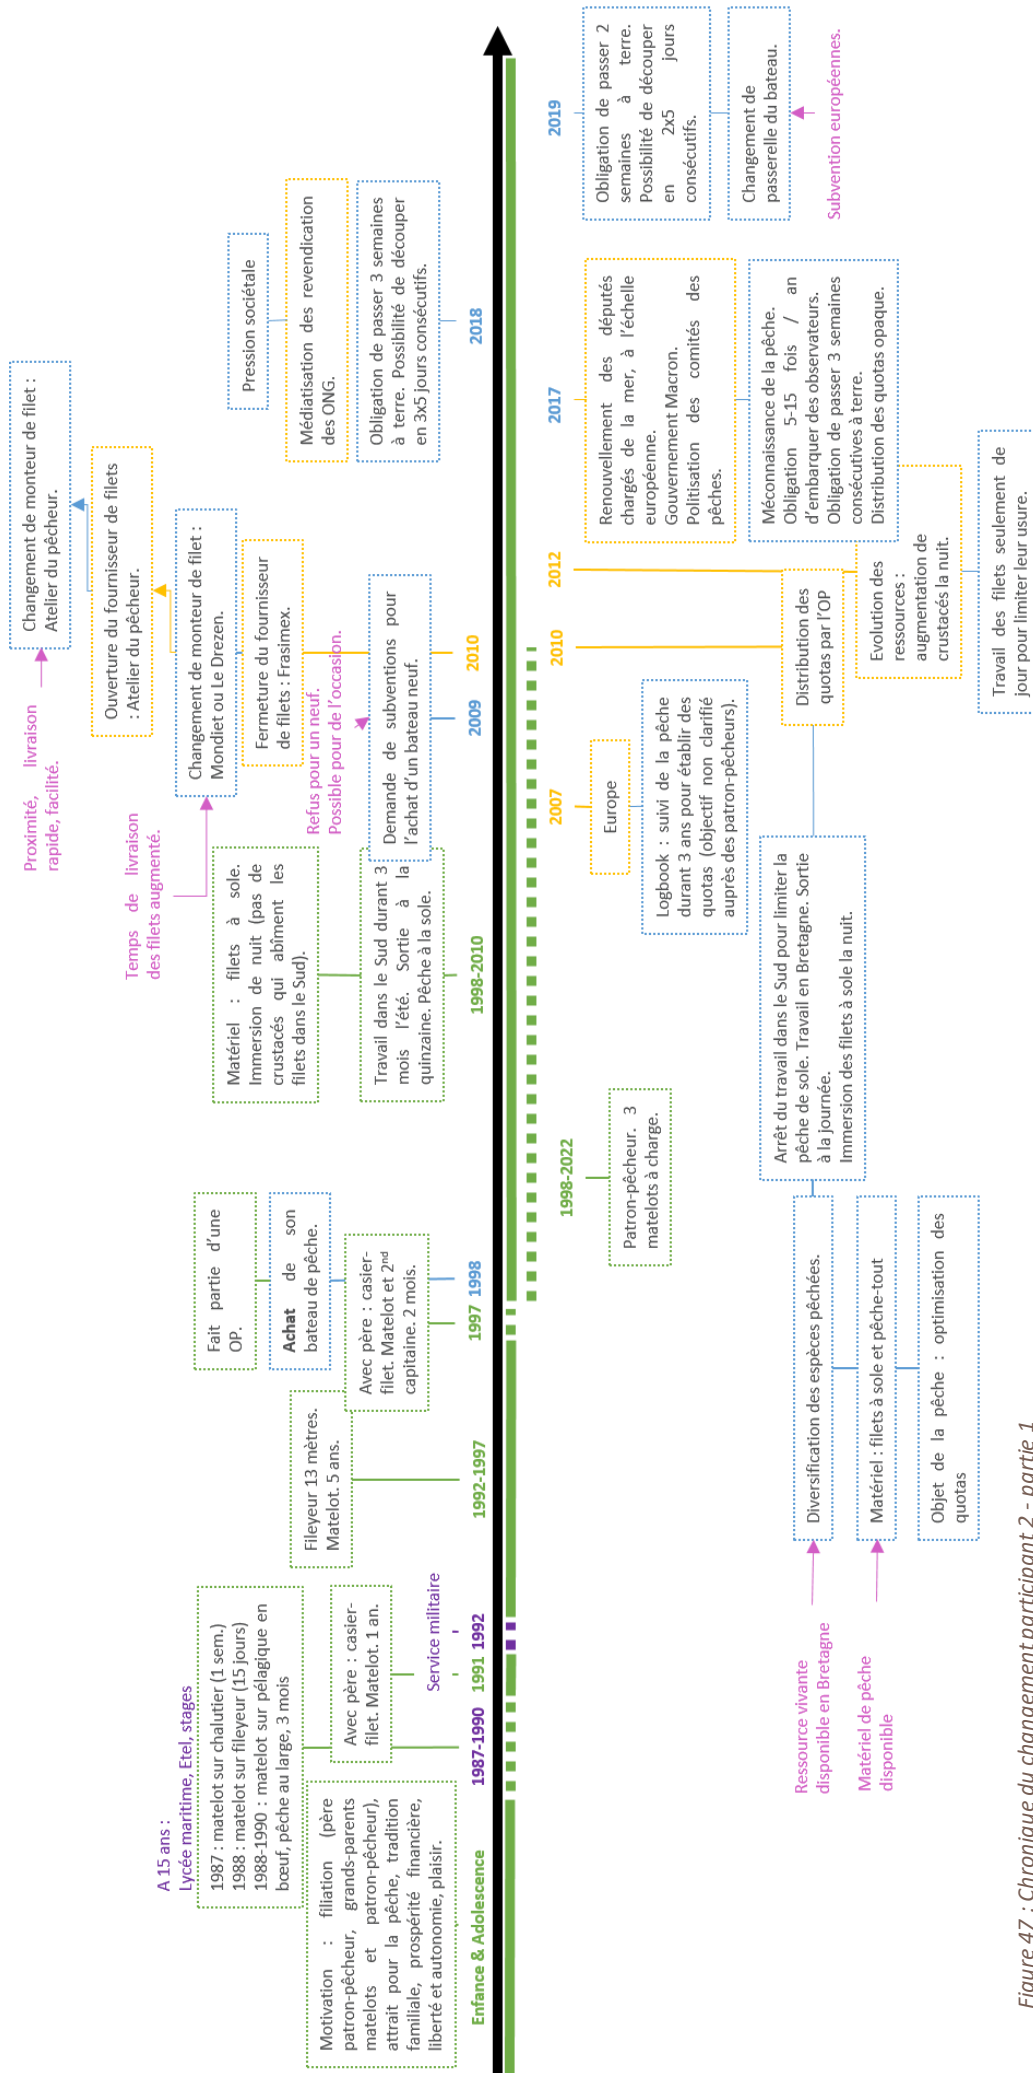 A 15 ans :
Lycée maritime, Etel, stages
1987 : matelot sur chalutier (1 sem.)
1988 : matelot sur fileyeur (15 jours)
1988-1990 : matelot sur pélagique en
bœuf, pêche au large, 3 mois
Motivation : filiation (père
patron-pêcheur, grands-parents
matelots et patron-pêcheur),
attrait pour la pêche, tradition
familiale, prospérité financière,
liberté et autonomie, plaisir.
Enfance & Adolescence
Avec père : casier-
filet. Matelot. 1 an.
1987-1990
1991
Service militaire
1992
Fileyeur 13 mètres.
Matelot. 5 ans.
1992-1997
Fait partie d'une
OP.
Achat de son
bateau de pêche.
Avec père : casier-
filet. Matelot et 2nd
capitaine. 2 mois.
1997
1998
Matériel : filets à sole.
Immersion de nuit (pas de
crustacés qui abîment les
filets dans le Sud).
Travail dans le Sud durant 3
mois l'été. Sortie à la
quinzaine. Pêche à la sole.
1998-2010
Proximité, livraison
rapide, facilité.
Temps de livraison
des filets augmenté.
Refus pour un neuf.
Possible pour de l'occasion.
Changement de monteur de filet :
Atelier du pêcheur.
Ouverture du fournisseur de filets
: Atelier du pêcheur.
Changement de monteur de filet :
Mondiet ou Le Drezen.
Fermeture du fournisseur
de filets : Frasimex.
Demande de subventions pour
l'achat d'un bateau neuf.
2009
2010
Pression sociétale
Médiatisation des revendication
des ONG.
Obligation de passer 3 semaines
à terre. Possibilité de découper
en 3x5 jours consécutifs.
2018
1998-2022
Patron-pêcheur. 3
matelots à charge.
2007
Europe
Logbook : suivi de la pêche
durant 3 ans pour établir des
quotas (objectif non clarifié
auprès des patron-pêcheurs).
2010
Distribution des
quotas par l'OP
2012
Evolution des
ressources :
augmentation de
crustacés la nuit.
Travail des filets seulement de
jour pour limiter leur usure.
2017
Renouvellement des députés
chargés de la mer, à l'échelle
européenne.
Gouvernement Macron.
Politisation des comités des
pêches.
Méconnaissance de la pêche.
Obligation 5-15 fois / an
d'embarquer des observateurs.
Obligation de passer 3 semaines
consécutives à terre.
Distribution des quotas opaque.
2019
Obligation de passer 2
semaines à terre.
Possibilité de découper
en 2x5 jours
consécutifs.
Changement de
passerelle du bateau.
Subvention européennes.
Arrêt du travail dans le Sud pour limiter la
pêche de sole. Travail en Bretagne. Sortie
à la journée.
Immersion des filets à sole la nuit.
Diversification des espèces pêchées.
Matériel : filets à sole et pêche-tout
Objet de la pêche : optimisation des
quotas
Ressource vivante
disponible en Bretagne
Matériel de pêche
disponible
Figure 47 : Chronique du changement participant 2 - partie 1